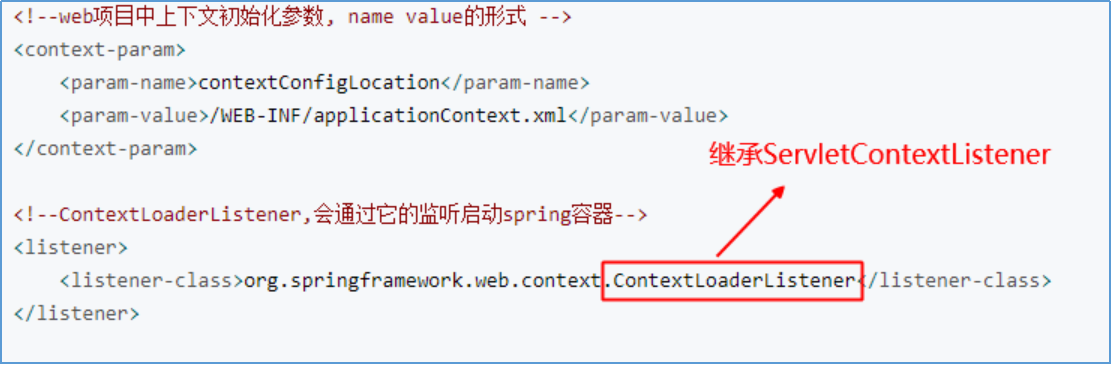 <!--web项目中上下文初始化参数, name value的形式 -->
<context-param>
    <param-name>contextConfigLocation</param-name>
    <param-value>/WEB-INF/applicationContext.xml</param-value>
</context-param>
继承ServletContextListener
<!--ContextLoaderListener,会通过它的监听启动spring容器-->
<listener>
    <listener-class>org.springframework.web.context.ContextLoaderListener</listener-class>
</listener>